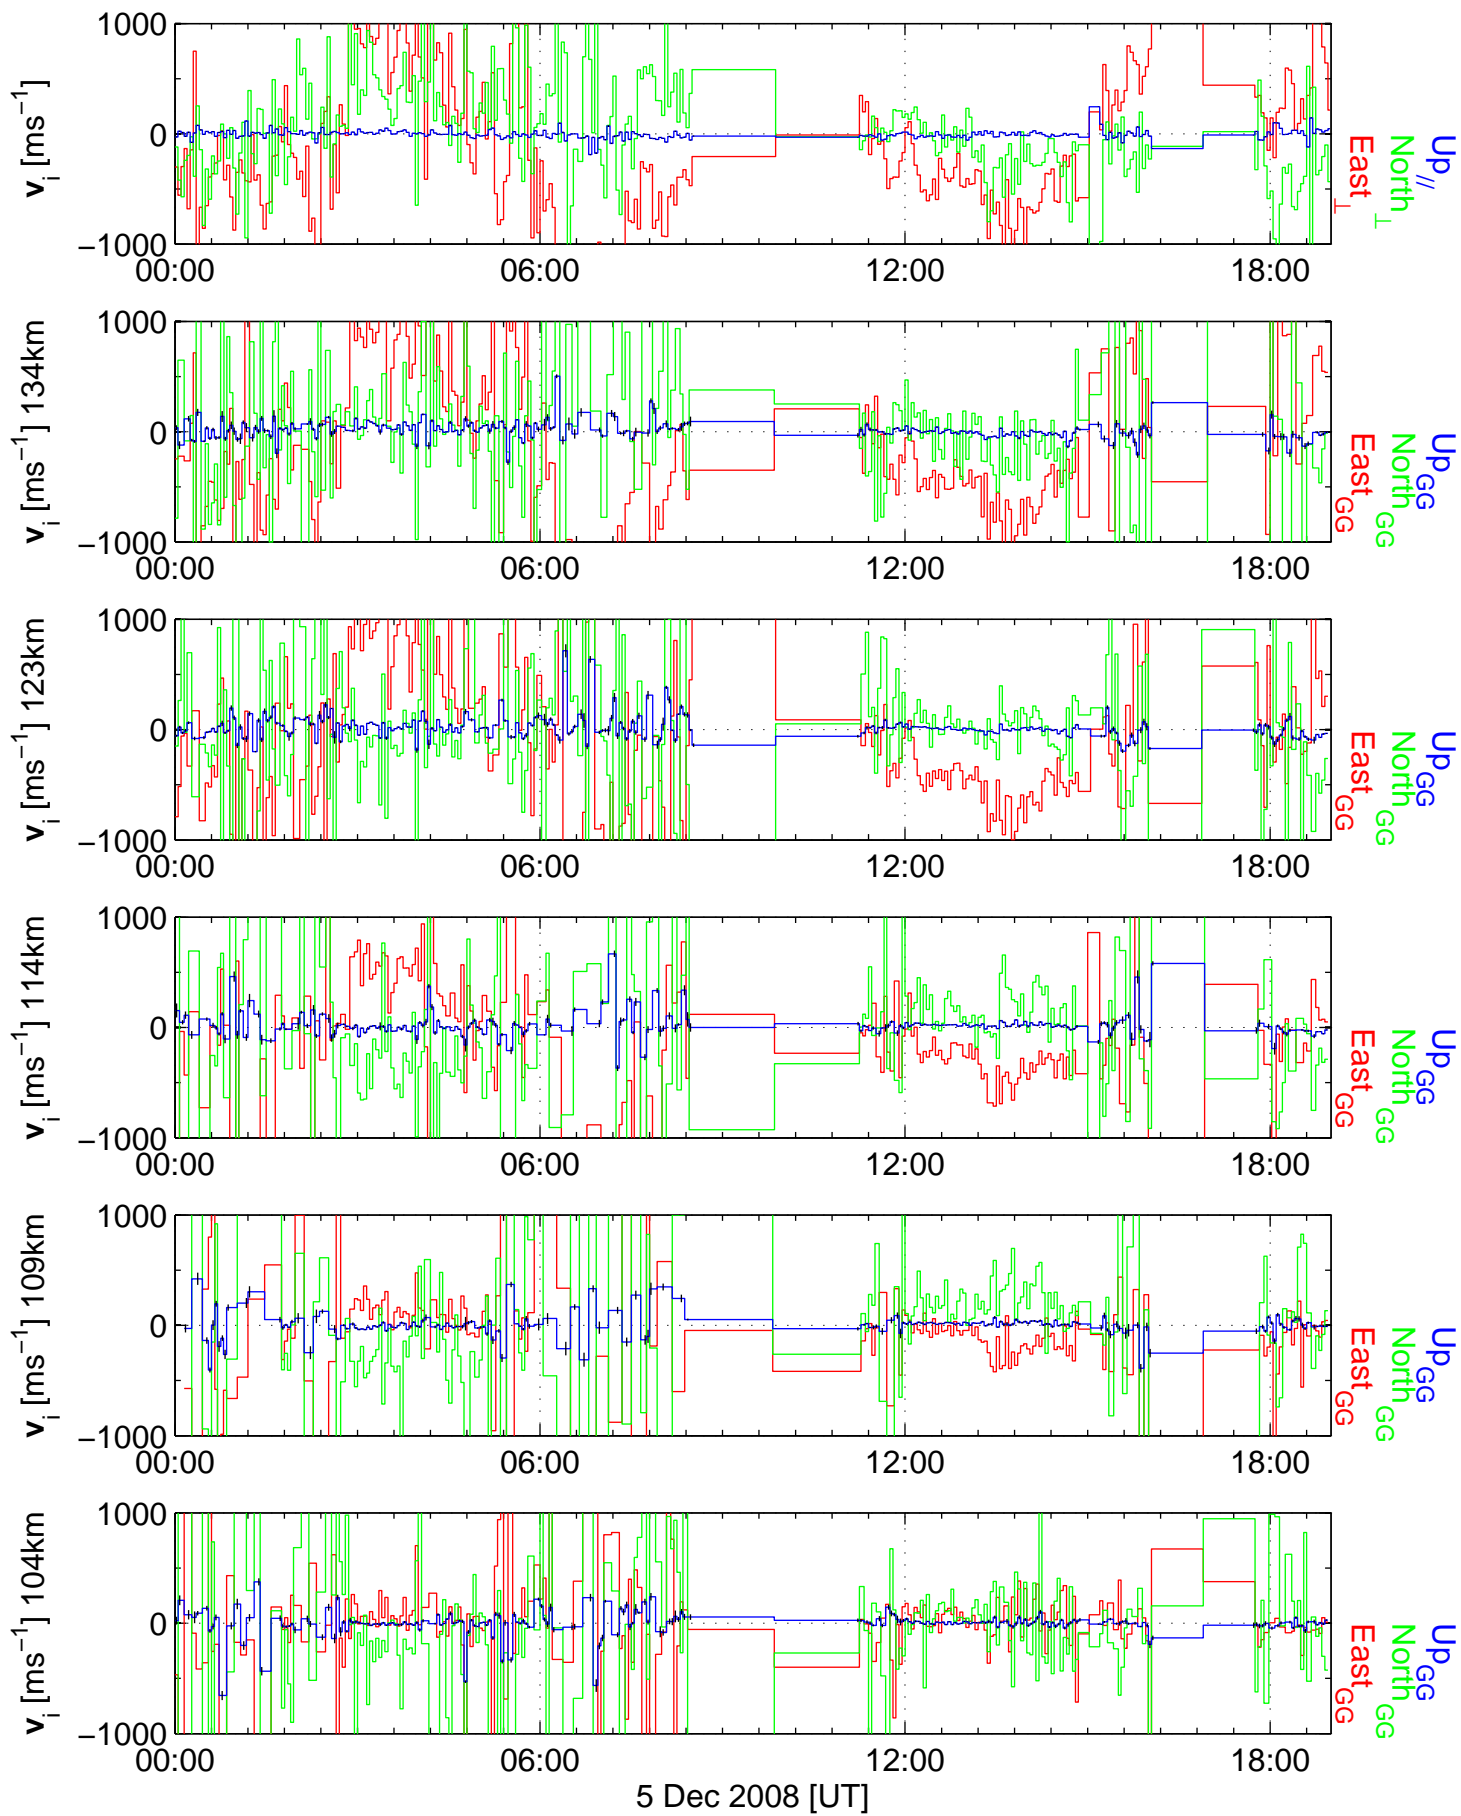 1000
0
−1000
v_i [ms⁻¹]
00:00 06:00 12:00 18:00
Up_//
North_⊥
East_⊥
1000
0
−1000
v_i [ms⁻¹] 134km
00:00 06:00 12:00 18:00
Up_GG
North_GG
East_GG
1000
0
−1000
v_i [ms⁻¹] 123km
00:00 06:00 12:00 18:00
Up_GG
North_GG
East_GG
1000
0
−1000
v_i [ms⁻¹] 114km
00:00 06:00 12:00 18:00
Up_GG
North_GG
East_GG
1000
0
−1000
v_i [ms⁻¹] 109km
00:00 06:00 12:00 18:00
Up_GG
North_GG
East_GG
1000
0
−1000
v_i [ms⁻¹] 104km
00:00 06:00 12:00 18:00
Up_GG
North_GG
East_GG
5 Dec 2008 [UT]